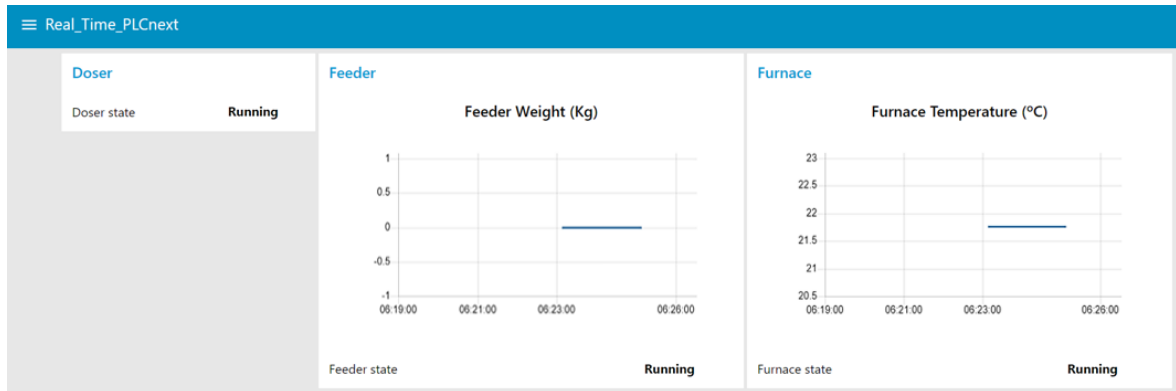 Real_Time_PLCnext
Doser
Doser state Running
Feeder
Feeder Weight (Kg)
1
0.5
0
-0.5
-1
06:19:00 06:21:00 06:23:00 06:26:00
Feeder state Running
Furnace
Furnace Temperature (ºC)
23
22.5
22
21.5
21
20.5
06:19:00 06:21:00 06:23:00 06:26:00
Furnace state Running